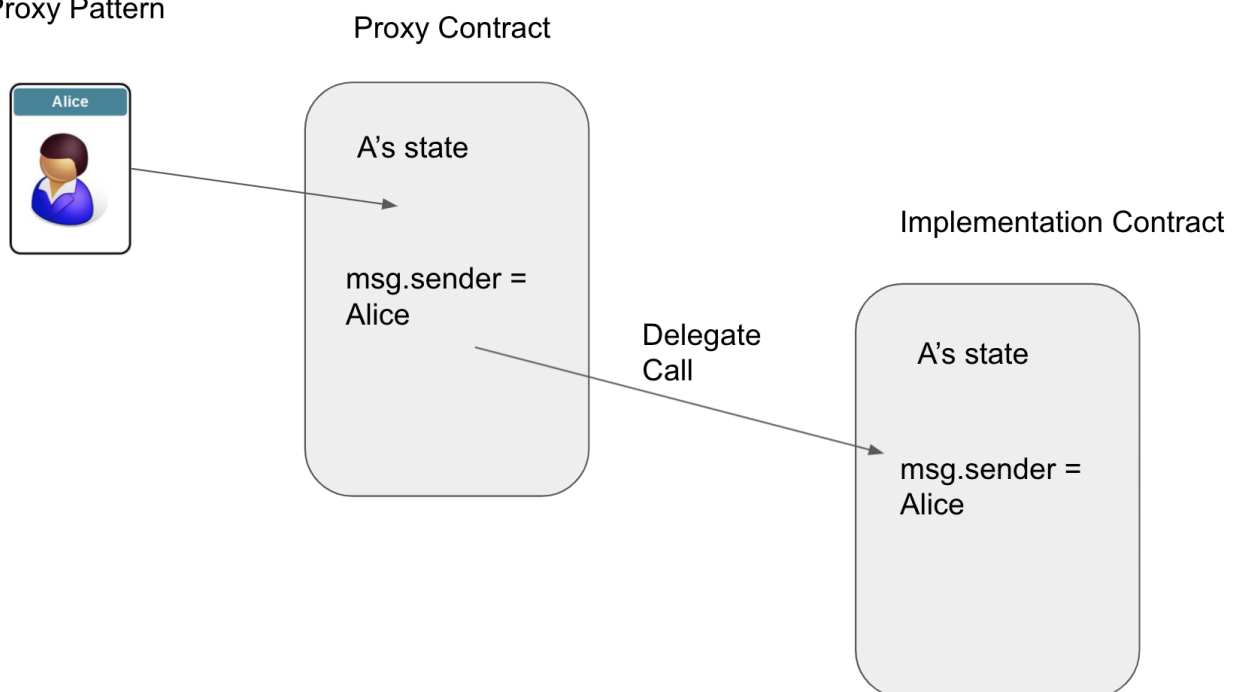 Proxy Pattern
Proxy Contract
Alice
A’s state
msg.sender =
Alice
Delegate
Call
Implementation Contract
A’s state
msg.sender =
Alice